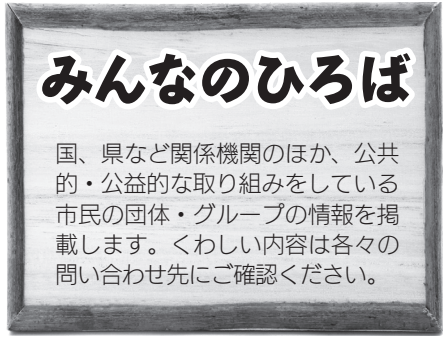 みんなのひろば
国、県など関係機関のほか、公共
的・公益的な取り組みをしている
市民の団体・グループの情報を掲
載します。くわしい内容は各々の
問い合わせ先にご確認ください。